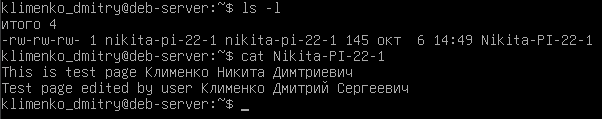 klimenko_dmitry@deb-server:~$ ls -l
итого 4
-rw-rw-rw- 1 nikita-pi-22-1 nikita-pi-22-1 145 окт  6 14:49 Nikita-PI-22-1
klimenko_dmitry@deb-server:~$ cat Nikita-PI-22-1
This is test page Клименко Никита Димтриевич
Test page edited by user Клименко Дмитрий Сергеевич
klimenko_dmitry@deb-server:~$ _